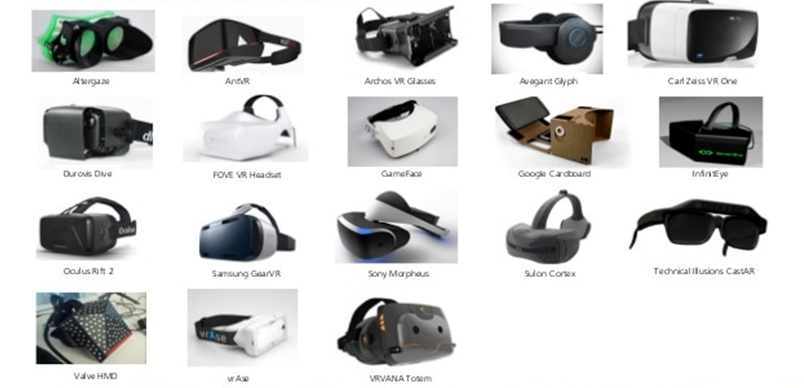 Altergaze
AntVR
Archos VR Glasses
Avegant Glyph
Carl Zeiss VR One
Durovis Dive
FOVE VR Headset
GameFace
Google Cardboard
InfinitEye
Oculus Rift 2
Samsung GearVR
Sony Morpheus
Sulon Cortex
Technical Illusions CastAR
Valve HMD
vrAse
vrAse
VRVANA Totem